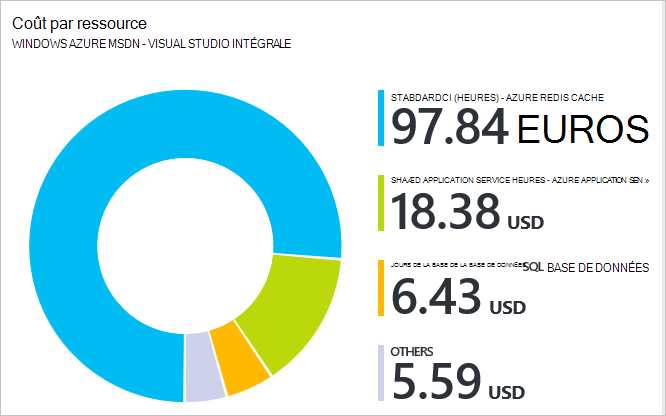 Coût par ressource
WINDOWS AZURE MSDN - VISUAL STUDIO INTÉGRALE
STABDARDCI (HEURES) - AZURE REDIS CACHE
97.84 EUROS
SHAÆD APPLICATION SERVICE HEURES - AZURE APPLICATION SEN »
18.38 USD
JOURS DE LA BASE DE LA BASE DE DONNÉES SQL BASE DE DONNÉES
6.43 USD
OTHERS
5.59 USD